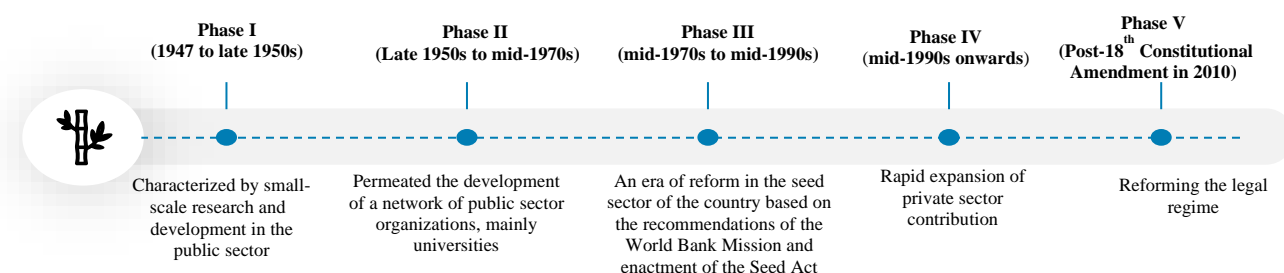 Phase I
(1947 to late 1950s)
Phase II
(Late 1950s to mid-1970s)
Phase III
(mid-1970s to mid-1990s)
Phase IV
(mid-1990s onwards)
Phase V
(Post-18th Constitutional
Amendment in 2010)
Characterized by small-
scale research and
development in the
public sector
Permeated the development
of a network of public sector
organizations, mainly
universities
An era of reform in the seed
sector of the country based on
the recommendations of the
World Bank Mission and
enactment of the Seed Act
Rapid expansion of
private sector
contribution
Reforming the legal
regime